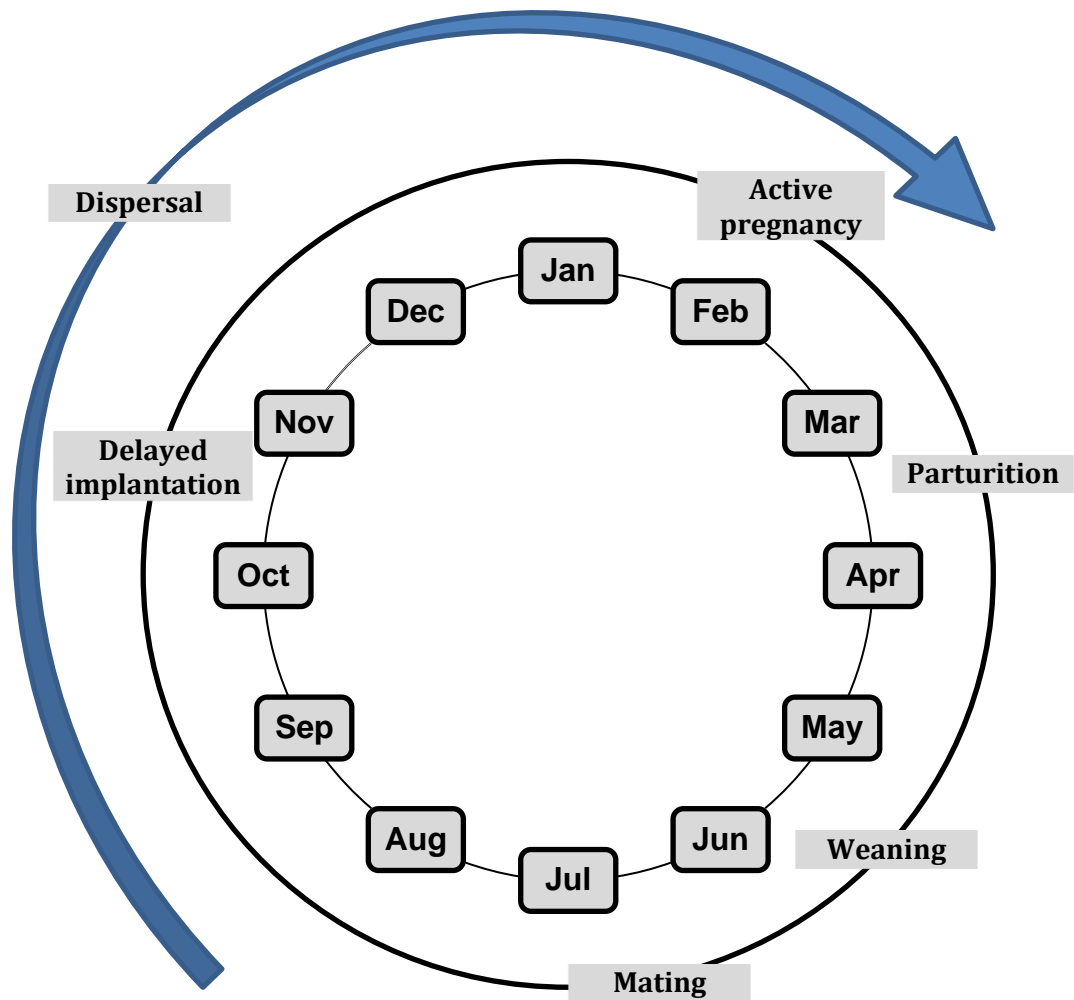 Dispersal
Active
pregnancy
Jan
Dec
Feb
Nov
Mar
Delayed
implantation
Parturition
Oct
Apr
Sep
May
Aug
Jun
Weaning
Jul
Mating